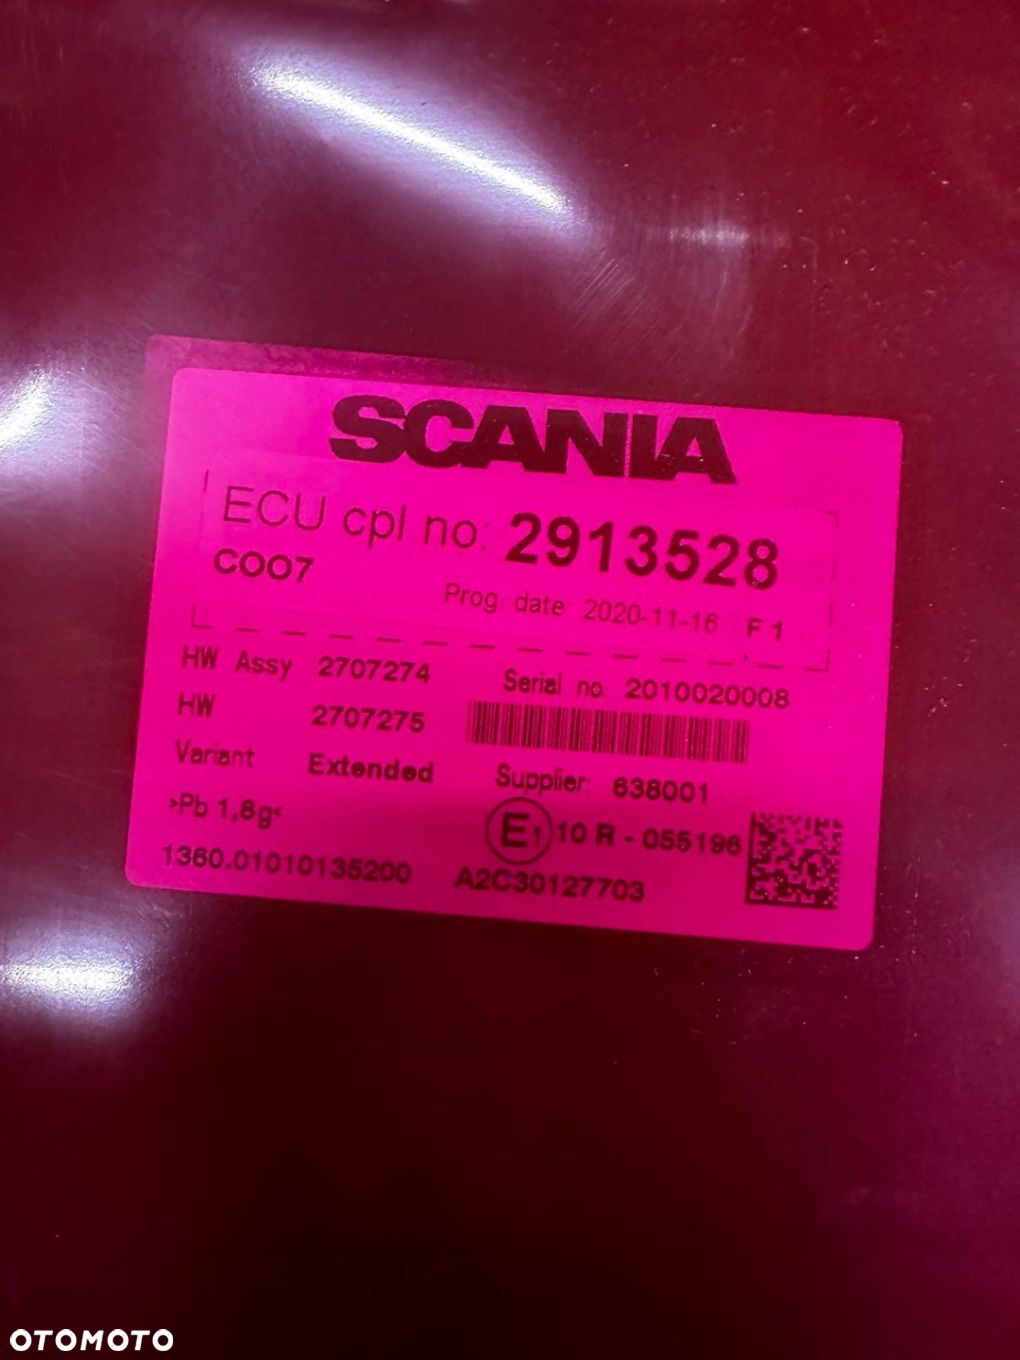 SCANIA
ECU cpl no: 2913528
COO7
Prog date 2020-11-16 F 1
HW Assy 2707274
Serial no. 2010020008
HW 2707275
Variant Extended
Supplier: 638001
>Pb 1,8g<
E1 10 R - 055196
1360.01010135200 A2C30127703
OTOMOTO